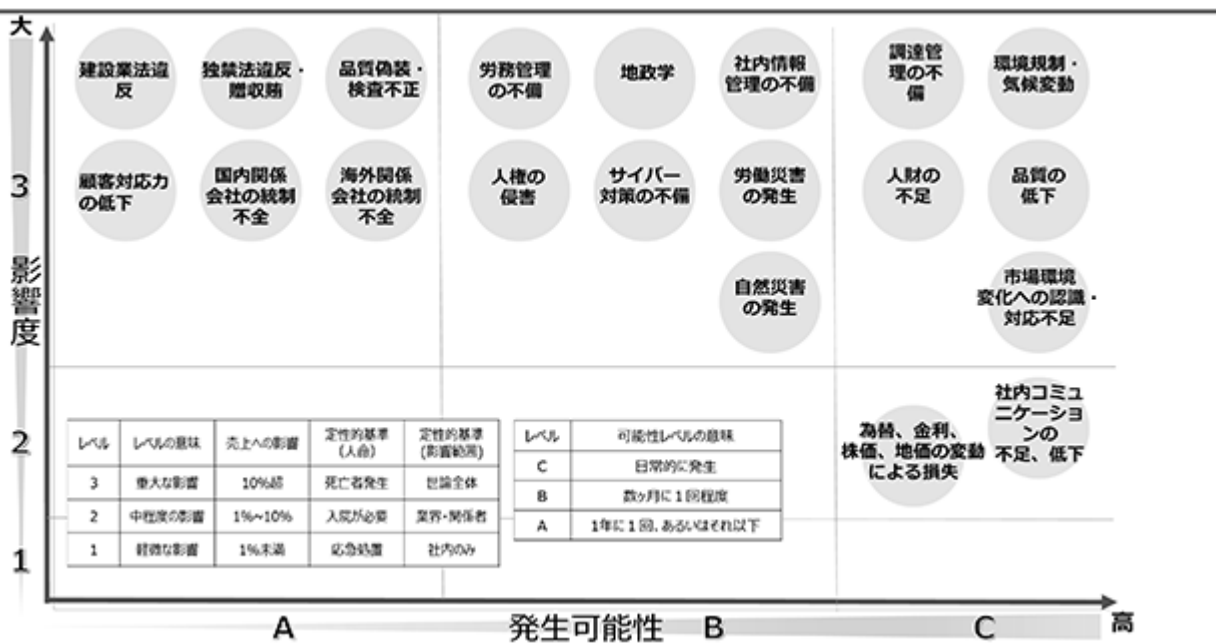 大
建設業法違
反
独禁法違反・
贈収賄
品質偽装・
検査不正
労務管理
の不備
地政学
社内情報
管理の不備
調達管
理の不
備
環境規制・
気候変動
3
顧客対応力
の低下
国内関係
会社の統制
不全
海外関係
会社の統制
不全
人権の
侵害
サイバー
対策の不備
労働災害
の発生
人財の
不足
品質の
低下
影響度
自然災害
の発生
市場環境
変化への認識・
対応不足
2
為替、金利、
株価、地価の変動
による損失
社内コミュ
ニケーショ
ンの
不足、低下
レベル レベルの意味 売上への影響 定性的基準(人命) 定性的基準(影響範囲)
3 重大な影響 10%超 死亡者発生 世論全体
2 中程度の影響 1%~10% 入院が必要 業界・関係者
1 軽微な影響 1%未満 応急処置 社内のみ
レベル 可能性レベルの意味
C 日常的に発生
B 数ヶ月に1回程度
A 1年に1回、あるいはそれ以下
1
A 発生可能性 B C 高